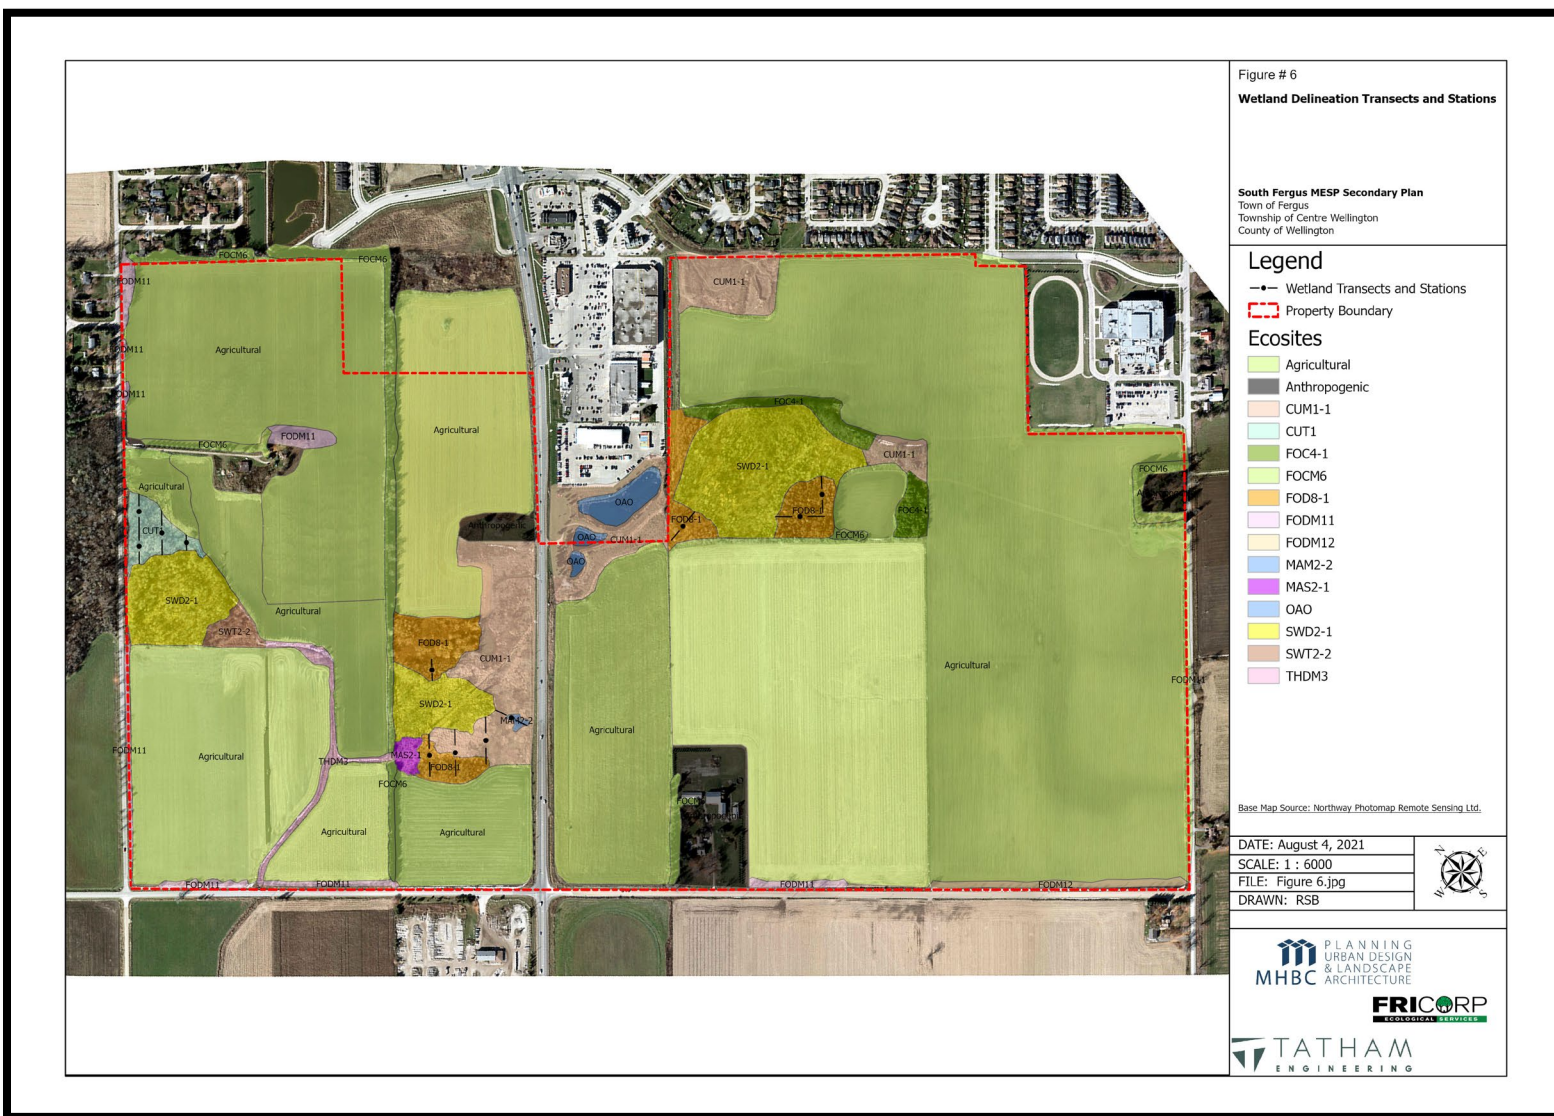 Figure # 6
Wetland Delineation Transects and Stations
South Fergus MESP Secondary Plan
Town of Fergus
Township of Centre Wellington
County of Wellington
Legend
Wetland Transects and Stations
Property Boundary
Ecosites
Agricultural
Anthropogenic
CUM1-1
CUT1
FOC4-1
FOCM6
FOD8-1
FODM11
FODM12
MAM2-2
MAS2-1
OAO
SWD2-1
SWT2-2
THDM3
Base Map Source: Northway Photomap Remote Sensing Ltd.
DATE: August 4, 2021
SCALE: 1 : 6000
FILE: Figure 6.jpg
DRAWN: RSB
N
E
W
S
MHBC
PLANNING
URBAN DESIGN
& LANDSCAPE
ARCHITECTURE
FRICORP
ECOLOGICAL SERVICES
TATHAM
ENGINEERING
FOCM6
FOCM6
FODM11
CUM1-1
Agricultural
FODM11
FOC4-1
Agricultural
FODM11
FOCM6
CUM1-1
SWD2-1
FOCM6
Agricultural
OAO
FOC4-1
FOD8-1
FOD8-1
Anthropogenic
CUT1
OAO
CUM1-1
FOCM6
OAO
SWD2-1
Agricultural
SWT2-2
FOD8-1
CUM1-1
Agricultural
FODM11
SWD2-1
MAM2-2
Agricultural
FODM11
Agricultural
MAS2-1
THDM3
FOD8-1
FOCM6
Agricultural
Agricultural
FODM11
FODM11
FODM11
FODM12